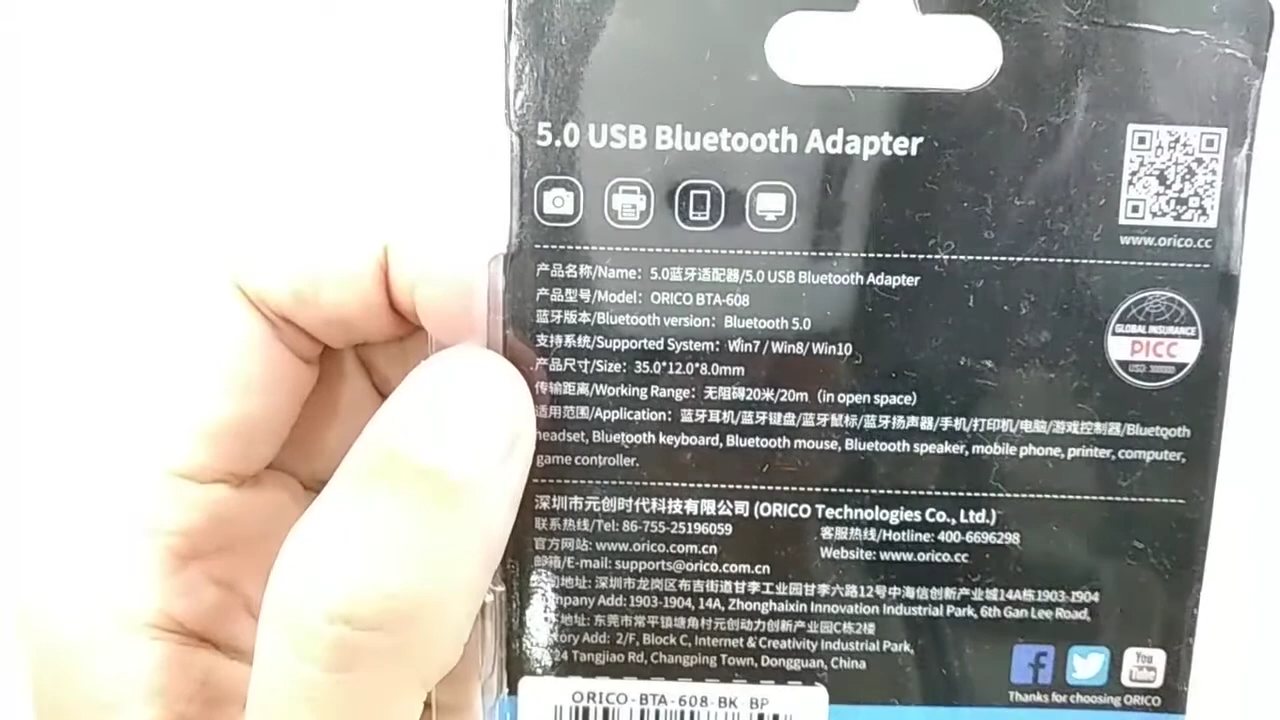 5.0 USB Bluetooth Adapter
www.orico.cc
产品名称/Name：5.0蓝牙适配器/5.0 USB Bluetooth Adapter
产品型号/Model：ORICO BTA-608
蓝牙版本/Bluetooth version：Bluetooth 5.0
支持系统/Supported System：Win7 / Win8/ Win10
产品尺寸/Size：35.0*12.0*8.0mm
传输距离/Working Range：无阻碍20米/20m（in open space）
适用范围/Application：蓝牙耳机/蓝牙键盘/蓝牙鼠标/蓝牙扬声器/手机/打印机/电脑/游戏控制器/Bluetooth
headset, Bluetooth keyboard, Bluetooth mouse, Bluetooth speaker, mobile phone, printer, computer,
game controller.
GLOBAL INSURANCE
PICC
深圳市元创时代科技有限公司 (ORICO Technologies Co., Ltd.)
联系热线/Tel: 86-755-25196059
客服热线/Hotline: 400-6696298
官方网站: www.orico.com.cn
Website: www.orico.cc
邮箱/E-mail: supports@orico.com.cn
地址: 深圳市龙岗区布吉街道甘李工业园甘李六路12号中海信创新产业城14A栋1903-1904
Add: 1903-1904, 14A, Zhonghaixin Innovation Industrial Park, 6th Gan Lee Road,
地址: 东莞市常平镇塘角村元创动力创新产业园C栋2楼
Add: 2/F, Block C, Internet & Creativity Industrial Park,
24 Tangjiao Rd, Changping Town, Dongguan, China
You
Tube
Thanks for choosing ORICO
ORICO-BTA-608-BK BP